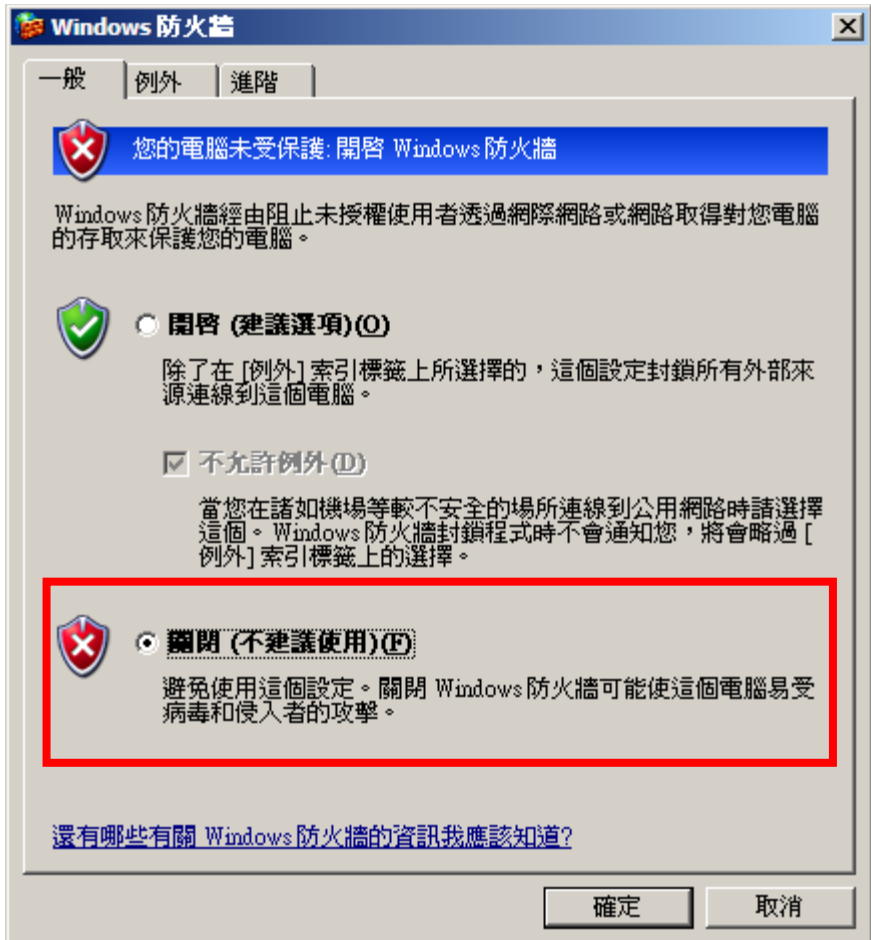 Windows 防火牆
一般
例外
進階
您的電腦未受保護: 開啓 Windows 防火牆
Windows 防火牆經由阻止未授權使用者透過網際網路或網路取得對您電腦
的存取來保護您的電腦。
開啓 (建議選項)(O)
除了在 [例外] 索引標籤上所選擇的，這個設定封鎖所有外部來
源連線到這個電腦。
不允許例外(D)
當您在諸如機場等較不安全的場所連線到公用網路時請選擇
這個。Windows 防火牆封鎖程式時不會通知您，將會略過 [
例外] 索引標籤上的選擇。
關閉 (不建議使用)(F)
避免使用這個設定。關閉 Windows 防火牆可能使這個電腦易受
病毒和侵入者的攻擊。
還有哪些有關 Windows 防火牆的資訊我應該知道?
確定
取消